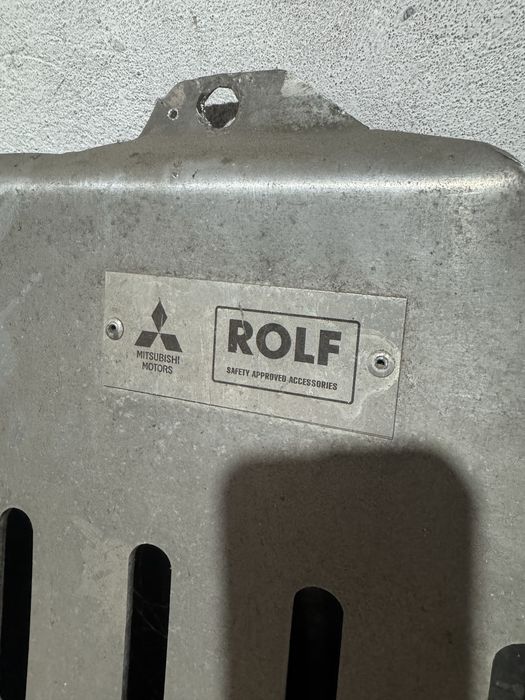 MITSUBISHI
MOTORS
ROLF
SAFETY APPROVED ACCESSORIES